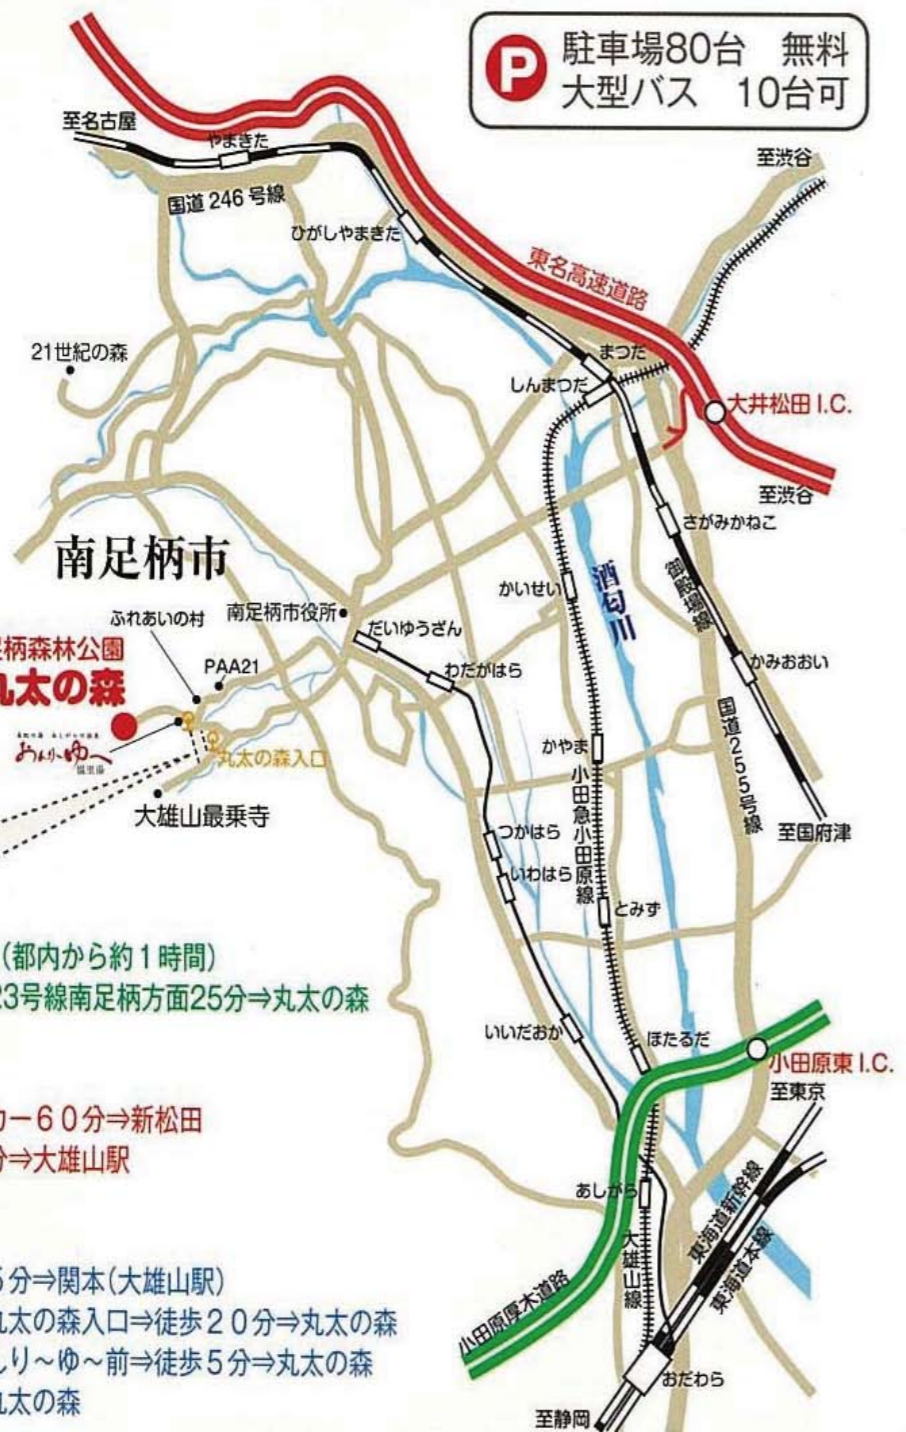 駐車場80台　無料
大型バス　10台可
至名古屋
やまきた
国道246号線
ひがしやまきた
至渋谷
東名高速道路
21世紀の森
まつだ
しんまつだ
大井松田 I.C.
至渋谷
さがみかねこ
南足柄市
かいせい
酒匂川
御殿場線
ふれあいの村
南足柄市役所
だいゆうざん
柄森林公園
丸太の森
PAA21
わだがはら
かみおおい
おんり〜ゆ〜
丸太の森入口
かやま
小田急小田原線
国道255号線
大雄山最乗寺
至国府津
つかはら
いわはら
とみず
(都内から約1時間)
23号線南足柄方面25分⇒丸太の森
いいだおか
ほたるだ
小田原東 I.C.
至東京
カー60分⇒新松田
分⇒大雄山駅
あしがら
東海道新幹線
東海道本線
大雄山線
5分⇒関本(大雄山駅)
丸太の森入口⇒徒歩20分⇒丸太の森
んり～ゆ～前⇒徒歩5分⇒丸太の森
丸太の森
小田原厚木道路
おだわら
至静岡